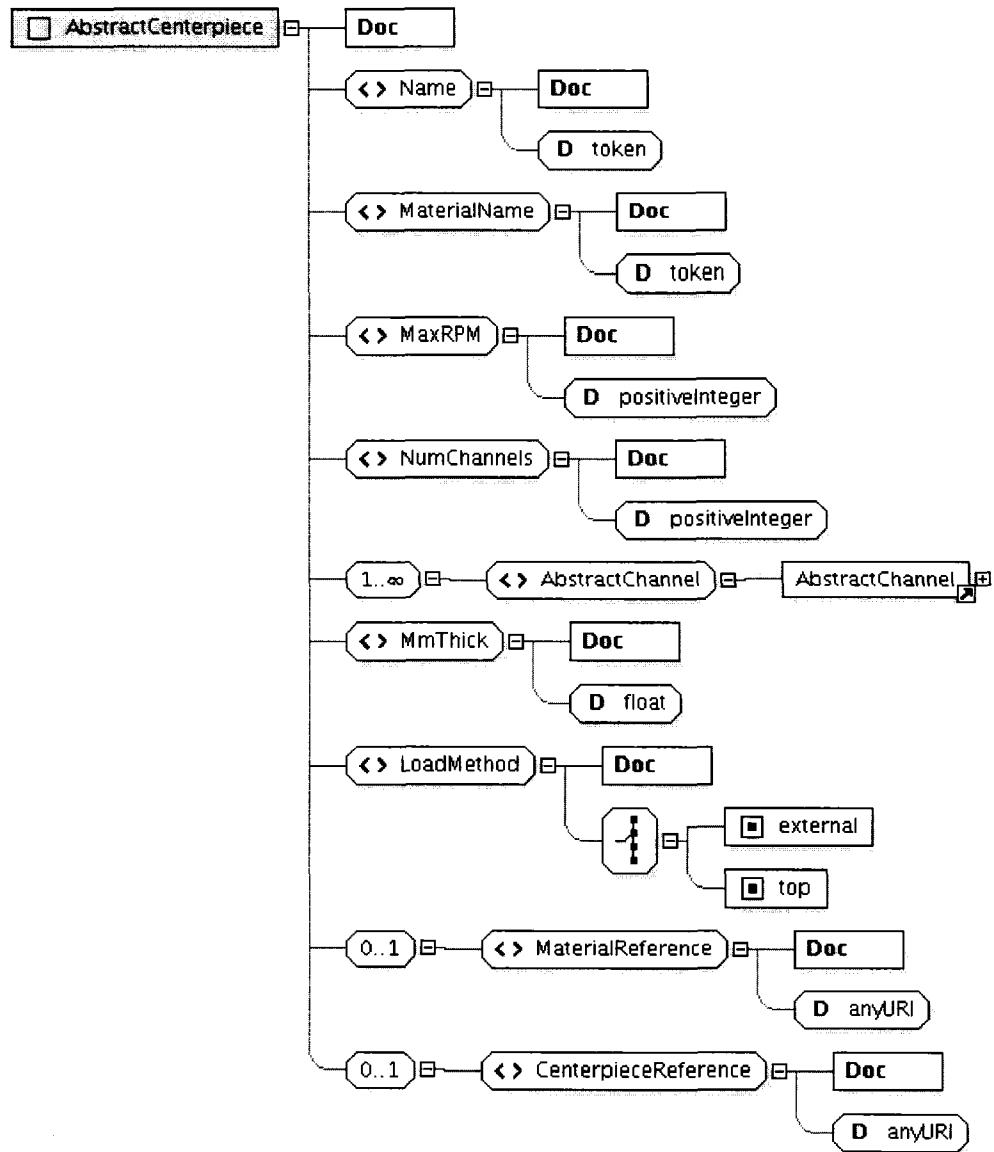 AbstractCenterpiece Doc
<> Name Doc
D token
<> MaterialName Doc
D token
<> MaxRPM Doc
D positiveInteger
<> NumChannels Doc
D positiveInteger
1..∞ <> AbstractChannel AbstractChannel
<> MmThick Doc
D float
<> LoadMethod Doc
external
top
0..1 <> MaterialReference Doc
D anyURI
0..1 <> CenterpieceReference Doc
D anyURI